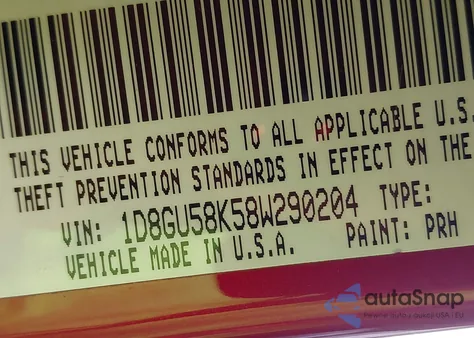 THIS VEHICLE CONFORMS TO ALL APPLICABLE U.S.
THEFT PREVENTION STANDARDS IN EFFECT ON THE
VIN: 1D8GU58K58W290204 TYPE:
VEHICLE MADE IN U.S.A. PAINT: PRH
autaSnap